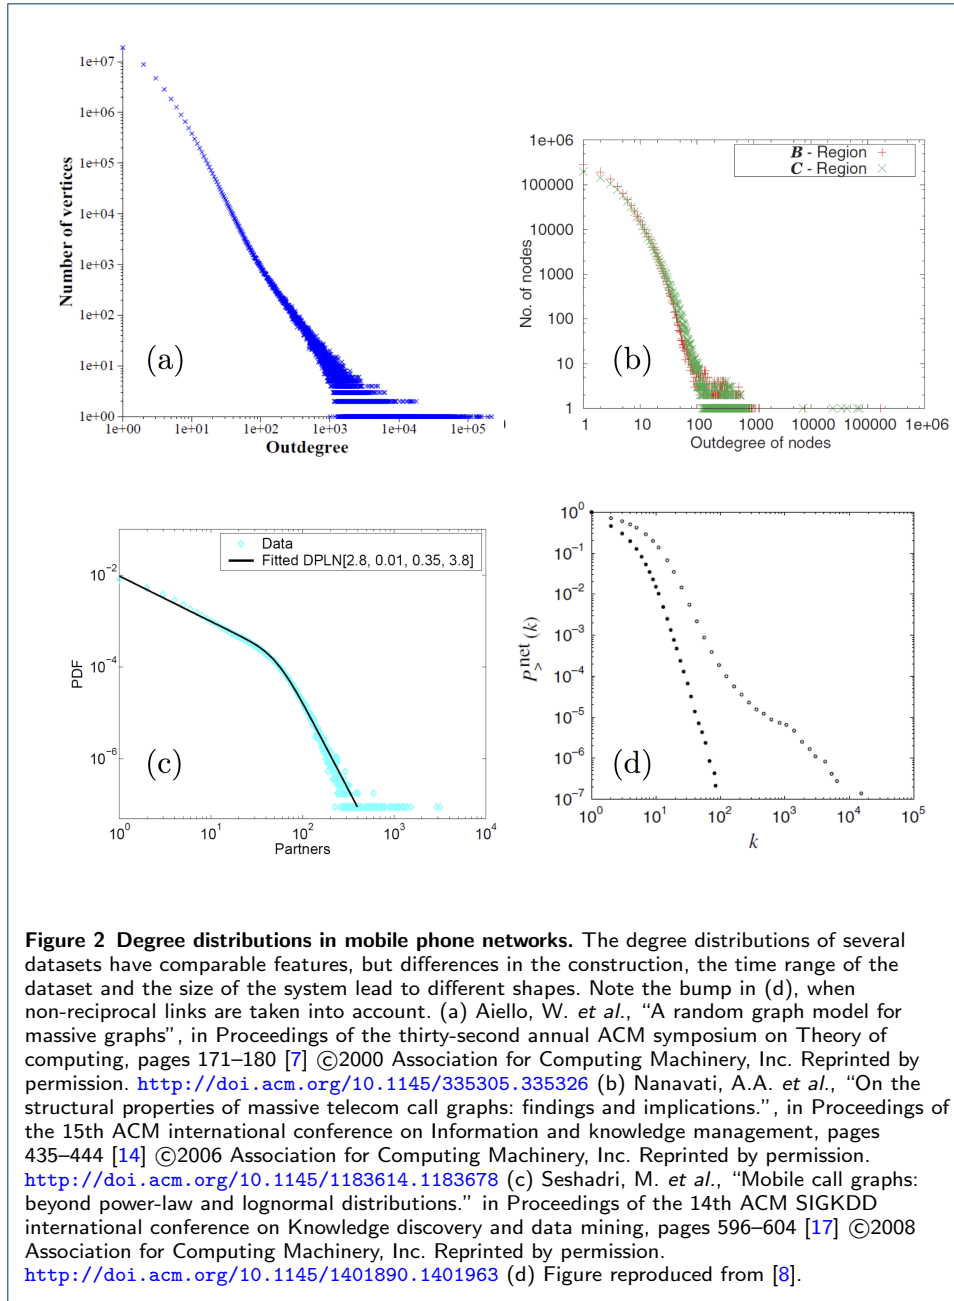 1e+07
1e+06
1e+05
1e+04
1e+03
1e+02
1e+01
1e+00
Number of vertices
(a)
1e+00 1e+01 1e+02 1e+03 1e+04 1e+05
Outdegree
1e+06
100000
10000
1000
100
10
1
No. of nodes
B - Region
C - Region
(b)
1 10 100 1000 10000 100000 1e+06
Outdegree of nodes
10^-2
10^-4
10^-6
PDF
Data
Fitted DPLN[2.8, 0.01, 0.35, 3.8]
(c)
10^0 10^1 10^2 10^3 10^4
Partners
10^0
10^-1
10^-2
10^-3
10^-4
10^-5
10^-6
10^-7
P_>^net(k)
(d)
10^0 10^1 10^2 10^3 10^4 10^5
k
Figure 2 Degree distributions in mobile phone networks. The degree distributions of several
datasets have comparable features, but differences in the construction, the time range of the
dataset and the size of the system lead to different shapes. Note the bump in (d), when
non-reciprocal links are taken into account. (a) Aiello, W. et al., “A random graph model for
massive graphs”, in Proceedings of the thirty-second annual ACM symposium on Theory of
computing, pages 171–180 [7] ©2000 Association for Computing Machinery, Inc. Reprinted by
permission. http://doi.acm.org/10.1145/335305.335326 (b) Nanavati, A.A. et al., “On the
structural properties of massive telecom call graphs: findings and implications.”, in Proceedings of
the 15th ACM international conference on Information and knowledge management, pages
435–444 [14] ©2006 Association for Computing Machinery, Inc. Reprinted by permission.
http://doi.acm.org/10.1145/1183614.1183678 (c) Seshadri, M. et al., “Mobile call graphs:
beyond power-law and lognormal distributions.” in Proceedings of the 14th ACM SIGKDD
international conference on Knowledge discovery and data mining, pages 596–604 [17] ©2008
Association for Computing Machinery, Inc. Reprinted by permission.
http://doi.acm.org/10.1145/1401890.1401963 (d) Figure reproduced from [8].